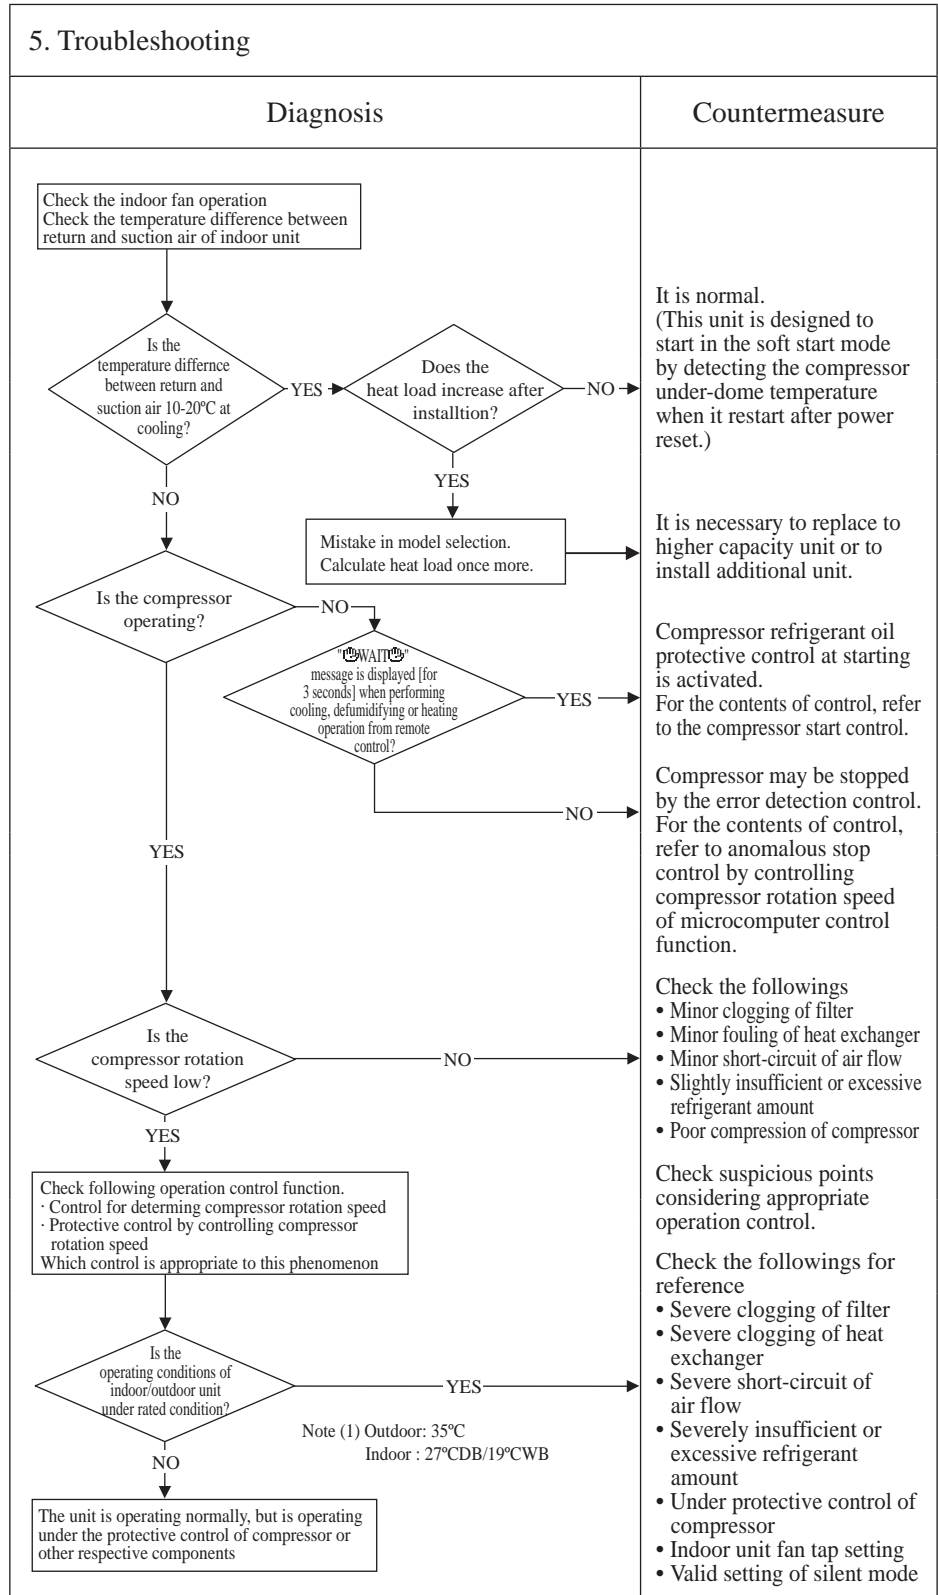 5. Troubleshooting
Diagnosis
Countermeasure
Check the indoor fan operation
Check the temperature difference between
return and suction air of indoor unit
Is the
temperature differnce
between return and
suction air 10-20ºC at
cooling?
YES
Does the
heat load increase after
installtion?
NO
It is normal.
(This unit is designed to
start in the soft start mode
by detecting the compressor
under-dome temperature
when it restart after power
reset.)
NO
YES
Mistake in model selection.
Calculate heat load once more.
It is necessary to replace to
higher capacity unit or to
install additional unit.
Is the compressor
operating?
NO
"WAIT"
message is displayed [for
3 seconds] when performing
cooling, defumidifying or heating
operation from remote
control?
YES
Compressor refrigerant oil
protective control at starting
is activated.
For the contents of control, refer
to the compressor start control.
NO
Compressor may be stopped
by the error detection control.
For the contents of control,
refer to anomalous stop
control by controlling
compressor rotation speed
of microcomputer control
function.
YES
Is the
compressor rotation
speed low?
NO
Check the followings
• Minor clogging of filter
• Minor fouling of heat exchanger
• Minor short-circuit of air flow
• Slightly insufficient or excessive
refrigerant amount
• Poor compression of compressor
YES
Check following operation control function.
· Control for determing compressor rotation speed
· Protective control by controlling compressor
rotation speed
Which control is appropriate to this phenomenon
Check suspicious points
considering appropriate
operation control.
Is the
operating conditions of
indoor/outdoor unit
under rated condition?
YES
Note (1) Outdoor: 35ºC
Indoor : 27ºCDB/19ºCWB
Check the followings for
reference
• Severe clogging of filter
• Severe clogging of heat
exchanger
• Severe short-circuit of
air flow
• Severely insufficient or
excessive refrigerant
amount
• Under protective control of
compressor
• Indoor unit fan tap setting
• Valid setting of silent mode
NO
The unit is operating normally, but is operating
under the protective control of compressor or
other respective components